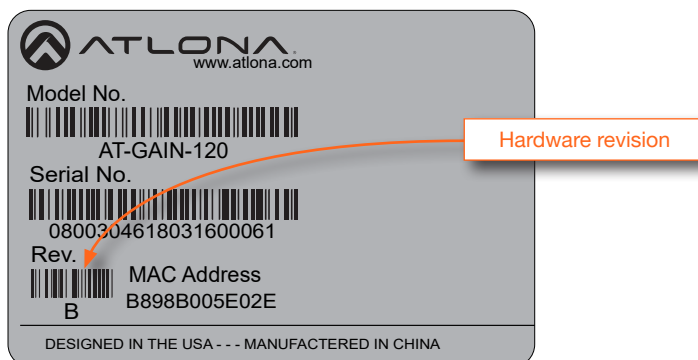 ATLONA
www.atlona.com
Model No.
AT-GAIN-120
Serial No.
0800304618031600061
Rev.
B
MAC Address
B898B005E02E
DESIGNED IN THE USA - - - MANUFACTERED IN CHINA
Hardware revision